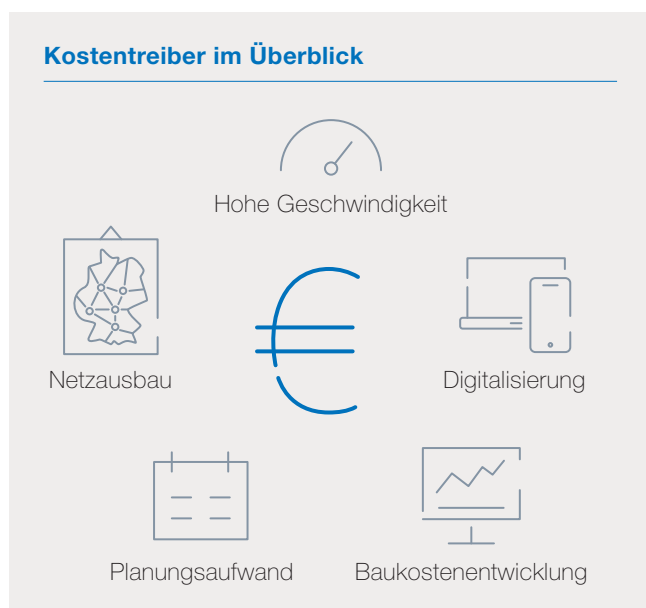 Kostentreiber im Überblick
Hohe Geschwindigkeit
€
Netzausbau
Digitalisierung
Planungsaufwand
Baukostenentwicklung